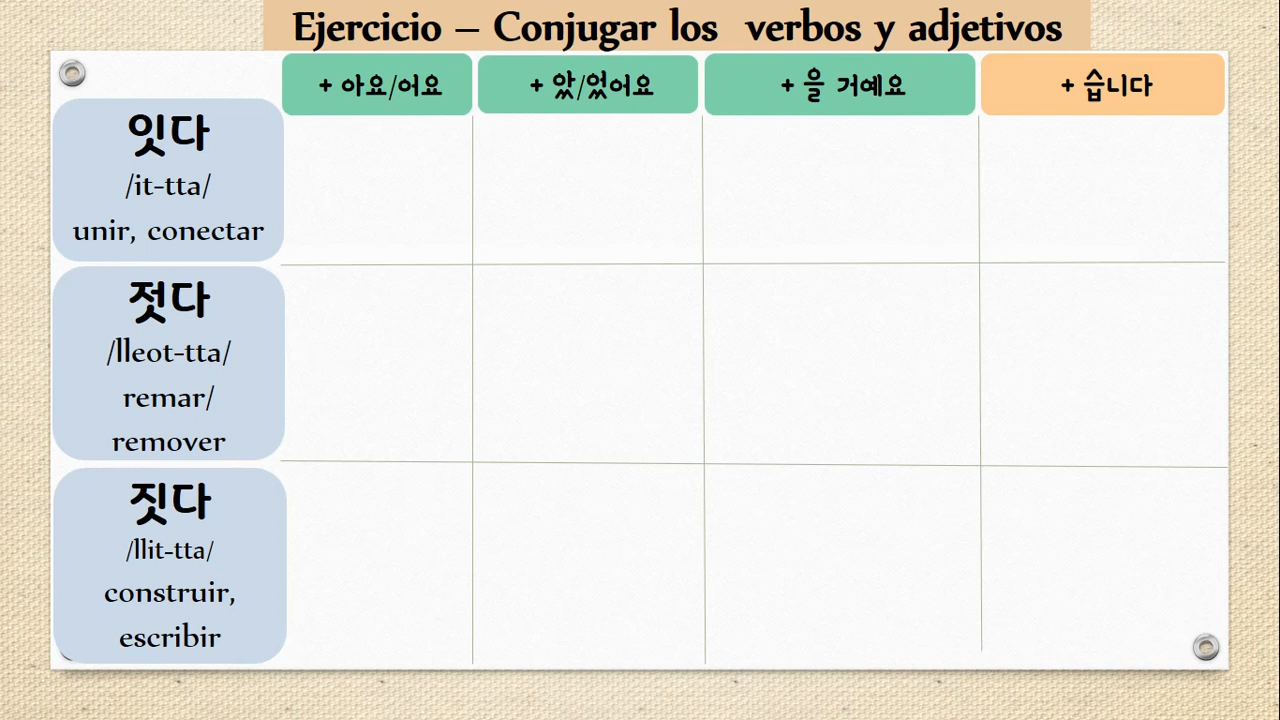 Ejercicio – Conjugar los verbos y adjetivos
+ 아요/어요
+ 았/었어요
+ 을 거예요
+ 습니다
잇다
/it-tta/
unir, conectar
젓다
/lleot-tta/
remar/
remover
짓다
/llit-tta/
construir,
escribir